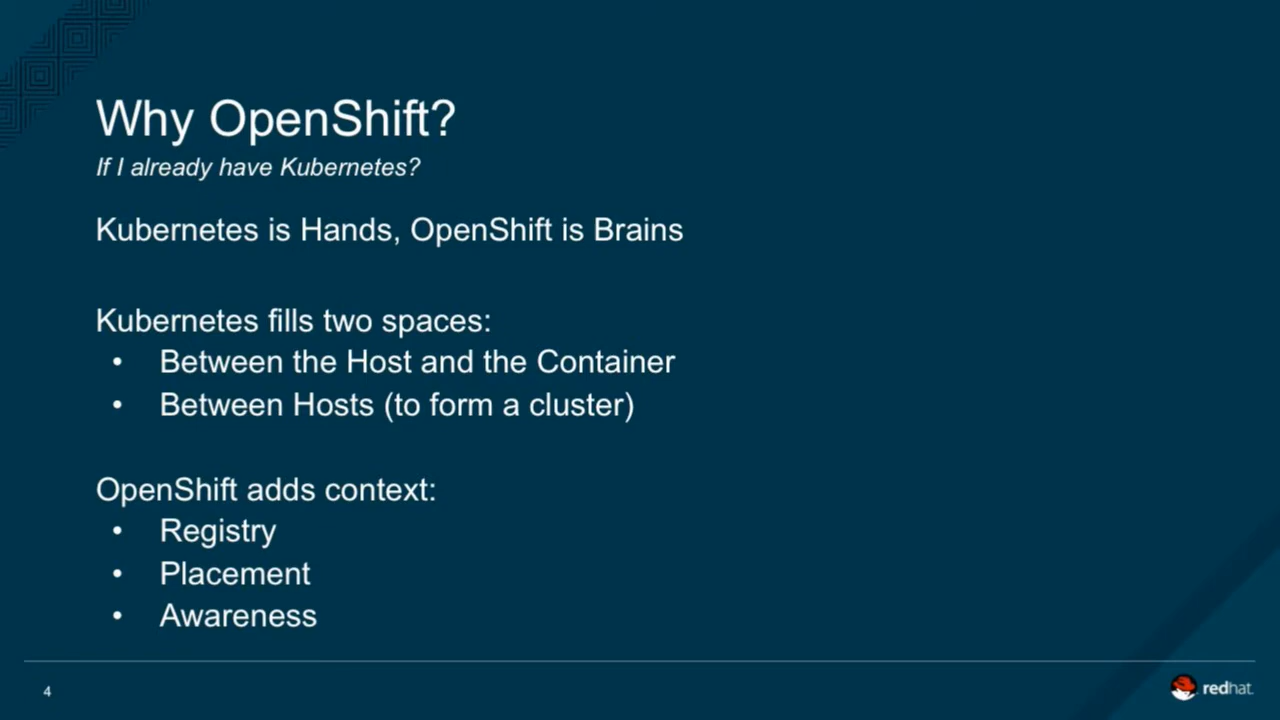 Why OpenShift?
If I already have Kubernetes?
Kubernetes is Hands, OpenShift is Brains
Kubernetes fills two spaces:
• Between the Host and the Container
• Between Hosts (to form a cluster)
OpenShift adds context:
• Registry
• Placement
• Awareness
4
redhat.